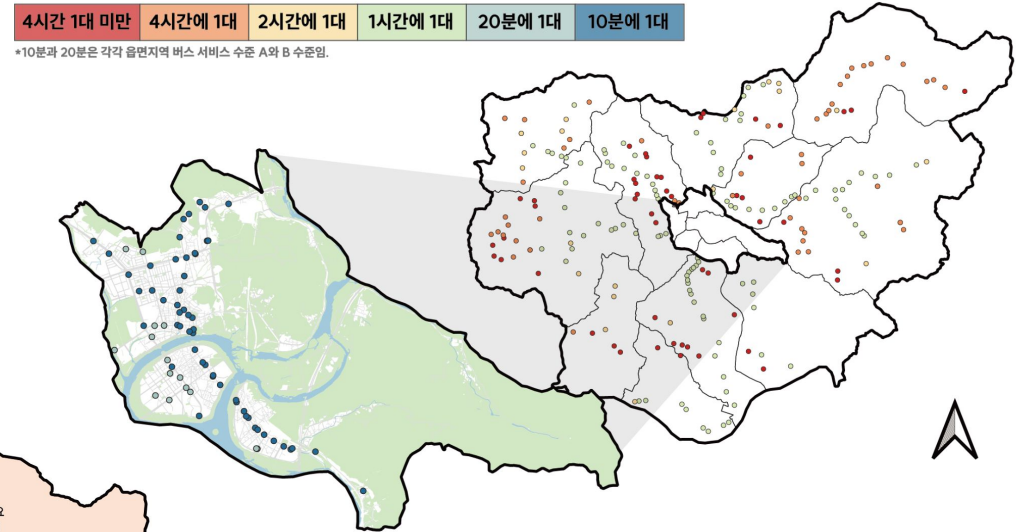 4시간 1대 미만 4시간에 1대 2시간에 1대 1시간에 1대 20분에 1대 10분에 1대
*10분과 20분은 각각 읍면지역 버스 서비스 수준 A와 B 수준임.